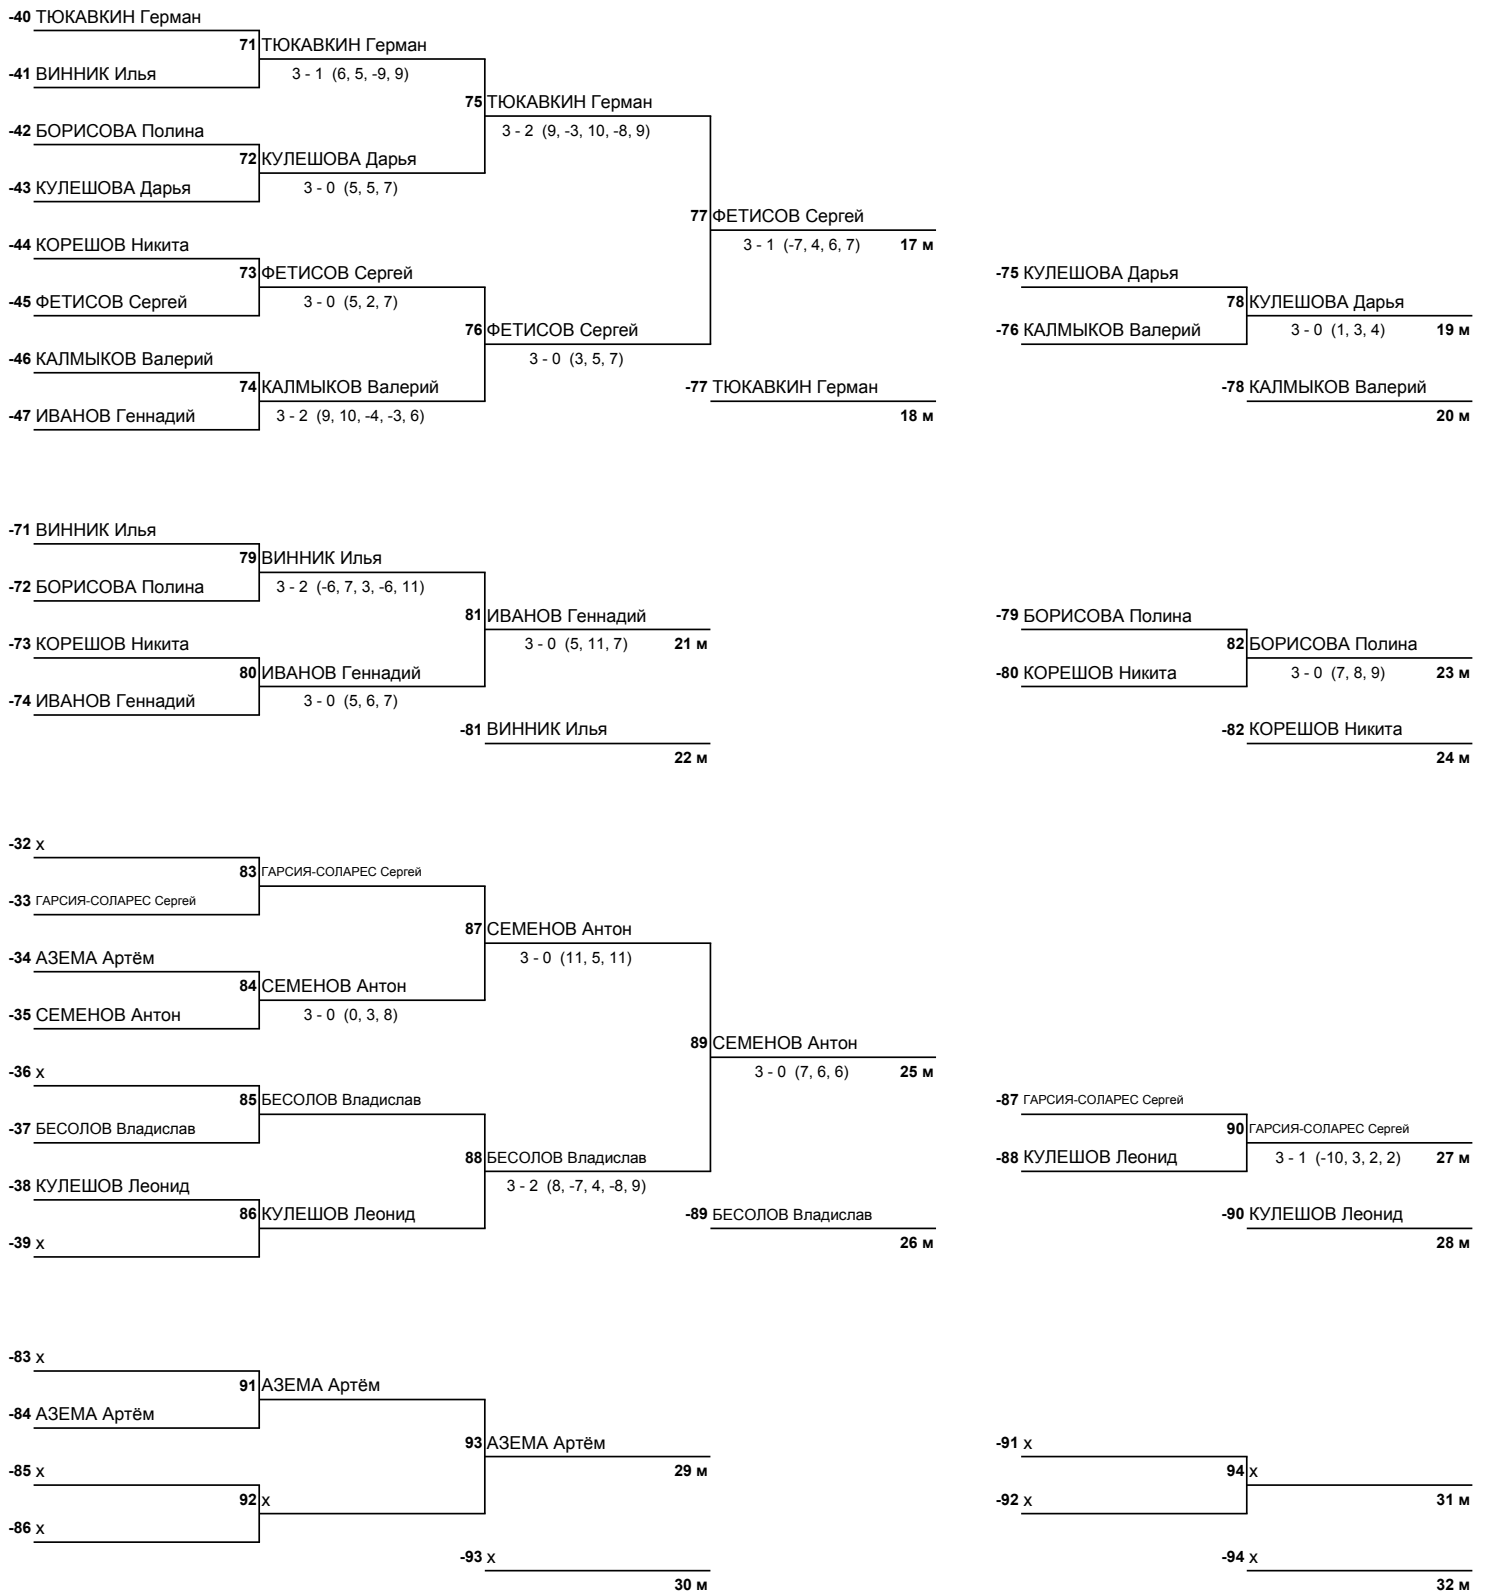 -40 ТЮКАВКИН Герман
71 ТЮКАВКИН Герман
-41 ВИННИК Илья
3 - 1 (6, 5, -9, 9)
75 ТЮКАВКИН Герман
-42 БОРИСОВА Полина
3 - 2 (9, -3, 10, -8, 9)
72 КУЛЕШОВА Дарья
-43 КУЛЕШОВА Дарья
3 - 0 (5, 5, 7)
77 ФЕТИСОВ Сергей
-44 КОРЕШОВ Никита
3 - 1 (-7, 4, 6, 7) 17 м
73 ФЕТИСОВ Сергей
-75 КУЛЕШОВА Дарья
-45 ФЕТИСОВ Сергей
3 - 0 (5, 2, 7)
78 КУЛЕШОВА Дарья
76 ФЕТИСОВ Сергей
-76 КАЛМЫКОВ Валерий
3 - 0 (1, 3, 4) 19 м
-46 КАЛМЫКОВ Валерий
3 - 0 (3, 5, 7)
74 КАЛМЫКОВ Валерий
-77 ТЮКАВКИН Герман
-78 КАЛМЫКОВ Валерий
-47 ИВАНОВ Геннадий
3 - 2 (9, 10, -4, -3, 6)
18 м
20 м
-71 ВИННИК Илья
79 ВИННИК Илья
-72 БОРИСОВА Полина
3 - 2 (-6, 7, 3, -6, 11)
81 ИВАНОВ Геннадий
-79 БОРИСОВА Полина
-73 КОРЕШОВ Никита
3 - 0 (5, 11, 7) 21 м
82 БОРИСОВА Полина
80 ИВАНОВ Геннадий
-80 КОРЕШОВ Никита
3 - 0 (7, 8, 9) 23 м
-74 ИВАНОВ Геннадий
3 - 0 (5, 6, 7)
-81 ВИННИК Илья
-82 КОРЕШОВ Никита
22 м
24 м
-32 х
83 ГАРСИЯ-СОЛАРЕС Сергей
-33 ГАРСИЯ-СОЛАРЕС Сергей
87 СЕМЕНОВ Антон
-34 АЗЕМА Артём
3 - 0 (11, 5, 11)
84 СЕМЕНОВ Антон
-35 СЕМЕНОВ Антон
3 - 0 (0, 3, 8)
89 СЕМЕНОВ Антон
-36 х
3 - 0 (7, 6, 6) 25 м
85 БЕСОЛОВ Владислав
-87 ГАРСИЯ-СОЛАРЕС Сергей
-37 БЕСОЛОВ Владислав
90 ГАРСИЯ-СОЛАРЕС Сергей
88 БЕСОЛОВ Владислав
-88 КУЛЕШОВ Леонид
3 - 1 (-10, 3, 2, 2) 27 м
-38 КУЛЕШОВ Леонид
3 - 2 (8, -7, 4, -8, 9)
86 КУЛЕШОВ Леонид
-89 БЕСОЛОВ Владислав
-90 КУЛЕШОВ Леонид
-39 х
26 м
28 м
-83 х
91 АЗЕМА Артём
-84 АЗЕМА Артём
93 АЗЕМА Артём
-91 х
-85 х
29 м
94 х
92 х
-92 х
31 м
-86 х
-93 х
-94 х
30 м
32 м